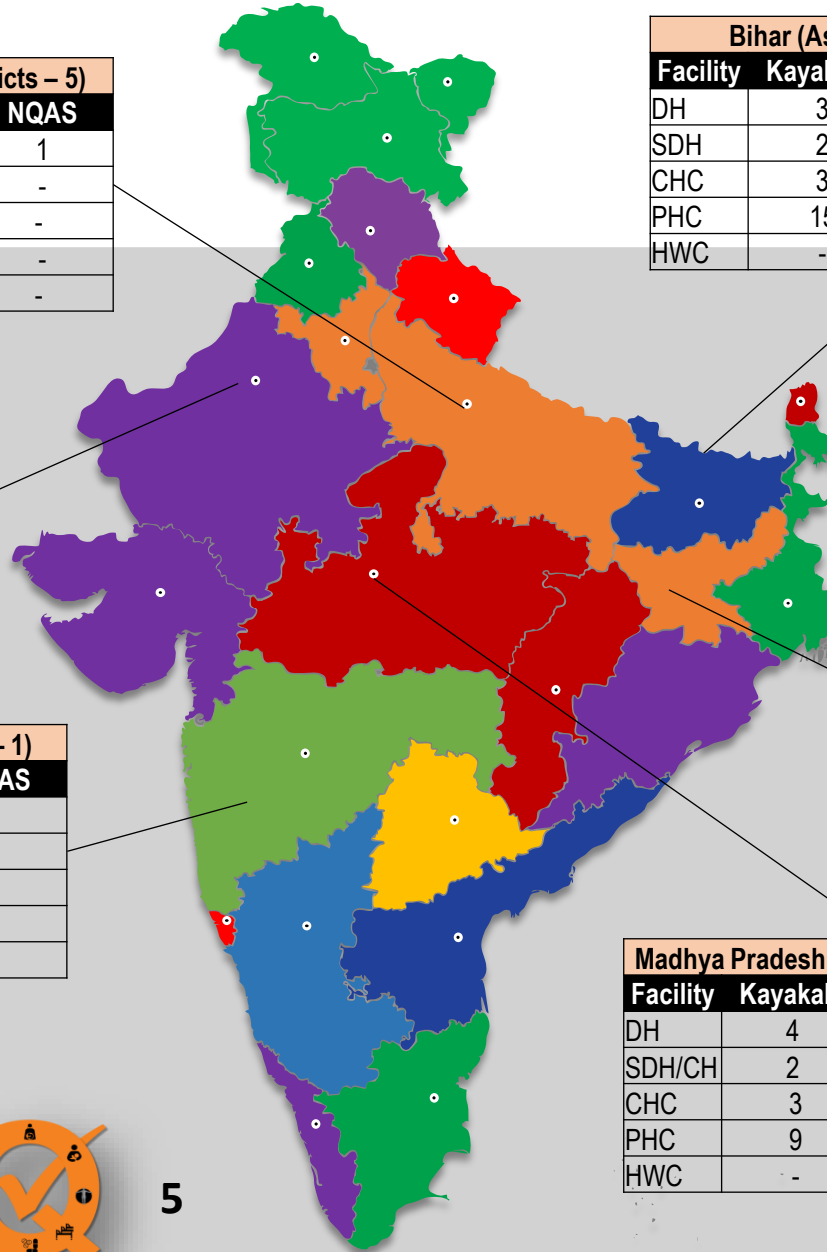 icts – 5)
NQAS
1
-
-
-
-
Bihar (As
Facility Kayakal
DH 3
SDH 2
CHC 3
PHC 15
HWC -
- 1)
AS
Madhya Pradesh
Facility Kayakal
DH 4
SDH/CH 2
CHC 3
PHC 9
HWC -
5